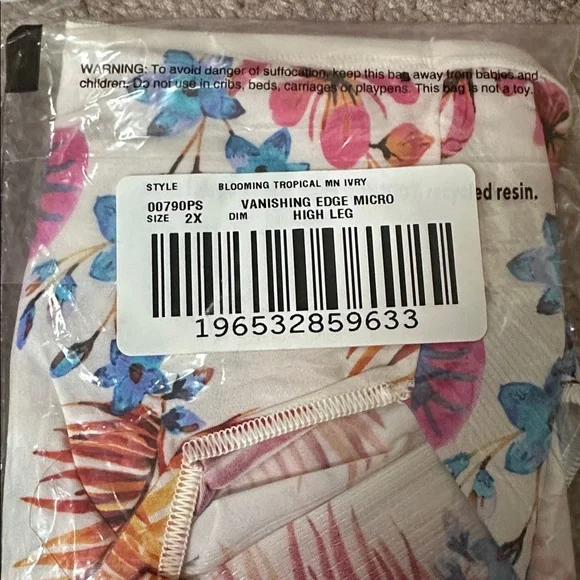 WARNING: To avoid danger of suffocation, keep this bag away from babies and
children. Do not use in cribs, beds, carriages or playpens. This bag is not a toy.
ed resin.
STYLE BLOOMING TROPICAL MN IVRY
00790PS VANISHING EDGE MICRO
SIZE 2X DIM HIGH LEG
196532859633